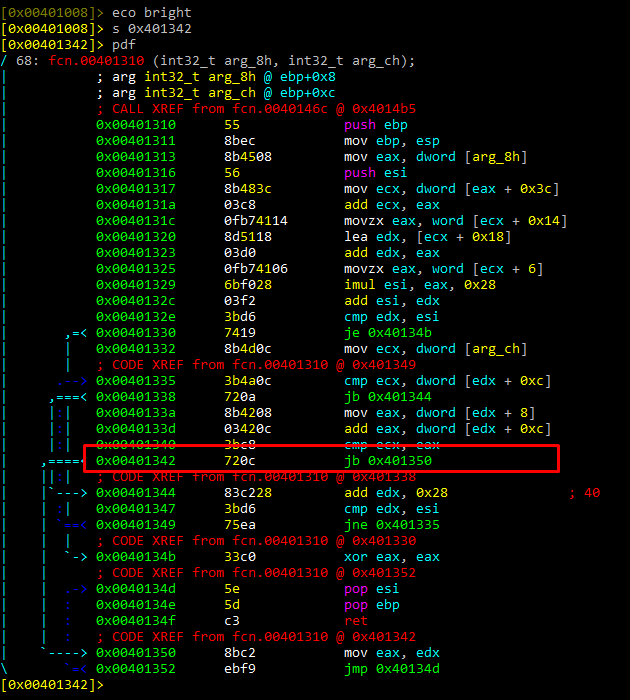 [0x00401008]> eco bright
[0x00401008]> s 0x401342
[0x00401342]> pdf
/ 68: fcn.00401310 (int32_t arg_8h, int32_t arg_ch);
| ; arg int32_t arg_8h @ ebp+0x8
| ; arg int32_t arg_ch @ ebp+0xc
| ; CALL XREF from fcn.0040146c @ 0x4014b5
| 0x00401310 55 push ebp
| 0x00401311 8bec mov ebp, esp
| 0x00401313 8b4508 mov eax, dword [arg_8h]
| 0x00401316 56 push esi
| 0x00401317 8b483c mov ecx, dword [eax + 0x3c]
| 0x0040131a 03c8 add ecx, eax
| 0x0040131c 0fb74114 movzx eax, word [ecx + 0x14]
| 0x00401320 8d5118 lea edx, [ecx + 0x18]
| 0x00401323 03d0 add edx, eax
| 0x00401325 0fb74106 movzx eax, word [ecx + 6]
| 0x00401329 6bf028 imul esi, eax, 0x28
| 0x0040132c 03f2 add esi, edx
| 0x0040132e 3bd6 cmp edx, esi
| ,=< 0x00401330 7419 je 0x40134b
| | 0x00401332 8b4d0c mov ecx, dword [arg_ch]
| | ; CODE XREF from fcn.00401310 @ 0x401349
| .--> 0x00401335 3b4a0c cmp ecx, dword [edx + 0xc]
| ,===< 0x00401338 720a jb 0x401344
| |:| 0x0040133a 8b4208 mov eax, dword [edx + 8]
| |:| 0x0040133d 03420c add eax, dword [edx + 0xc]
| |:| 0x00401340 3bc8 cmp ecx, eax
| ,====< 0x00401342 720c jb 0x401350
| ||:| ; CODE XREF from fcn.00401310 @ 0x401338
| |`---> 0x00401344 83c228 add edx, 0x28 ; 40
| | :| 0x00401347 3bd6 cmp edx, esi
| | `==< 0x00401349 75ea jne 0x401335
| | | ; CODE XREF from fcn.00401310 @ 0x401330
| | `-> 0x0040134b 33c0 xor eax, eax
| | ; CODE XREF from fcn.00401310 @ 0x401352
| | .-> 0x0040134d 5e pop esi
| | : 0x0040134e 5d pop ebp
| | : 0x0040134f c3 ret
| | : ; CODE XREF from fcn.00401310 @ 0x401342
| `----> 0x00401350 8bc2 mov eax, edx
\ `=< 0x00401352 ebf9 jmp 0x40134d
[0x00401342]>